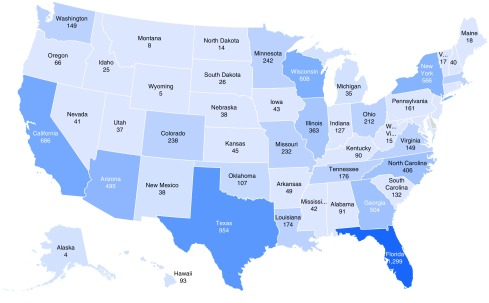 Washington
149
Oregon
66
California
686
Nevada
41
Idaho
25
Montana
8
Wyoming
5
Utah
37
Arizona
493
Colorado
238
New Mexico
38
North Dakota
14
South Dakota
26
Nebraska
38
Kansas
45
Oklahoma
107
Texas
854
Minnesota
242
Iowa
43
Missouri
232
Arkansas
49
Louisiana
174
Wisconsin
608
Illinois
363
Michigan
35
Indiana
127
Ohio
212
Kentucky
90
Tennessee
176
Mississi...
42
Alabama
91
Georgia
504
Florida
1,299
South
Carolina
132
North Carolina
406
Virginia
149
W...
Vi...
15
Pennsylvania
161
New
York
566
V...
17
40
Maine
18
Alaska
4
Hawaii
93